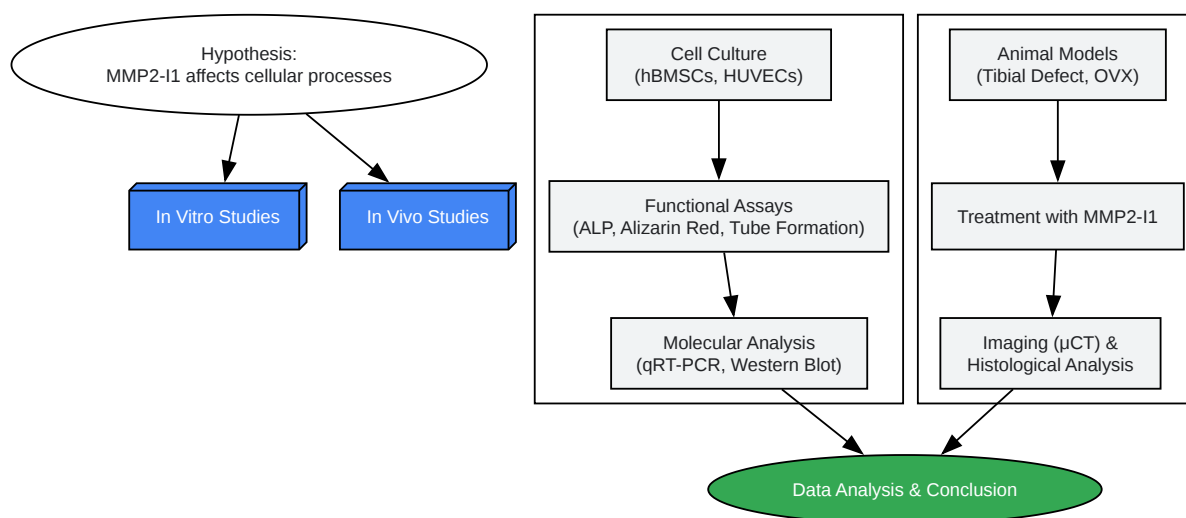 Hypothesis:
MMP2-I1 affects cellular processes
In Vitro Studies
In Vivo Studies
Cell Culture
(hBMSCs, HUVECs)
Functional Assays
(ALP, Alizarin Red, Tube Formation)
Molecular Analysis
(qRT-PCR, Western Blot)
Animal Models
(Tibial Defect, OVX)
Treatment with MMP2-I1
Imaging (µCT) &
Histological Analysis
Data Analysis & Conclusion